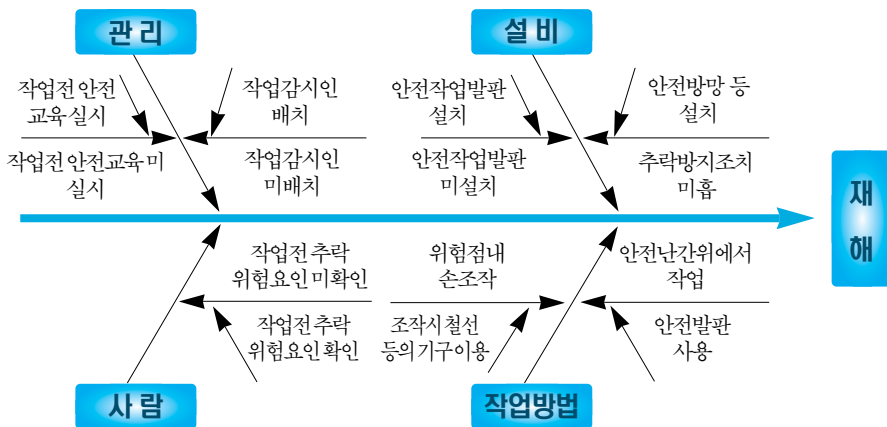 관리
설비
작업전 안전
교육실시
작업감시인
배치
작업전 안전교육 미
실시
작업감시인
미배치
안전작업발판
설치
안전방망 등
설치
안전작업발판
미설치
추락방지조치
미흡
재
해
작업전 추락
위험요인 미확인
작업전 추락
위험요인 확인
위험점내
손조작
안전난간위에서
작업
조작시 철선
등의 기구이용
안전발판
사용
사람
작업방법